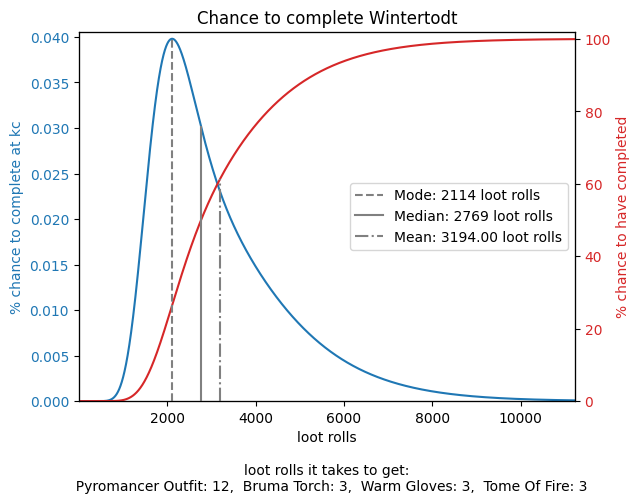 Chance to complete Wintertodt
0.040
0.035
0.030
0.025
0.020
0.015
0.010
0.005
0.000
% chance to complete at kc
100
80
60
40
20
0
% chance to have completed
Mode: 2114 loot rolls
Median: 2769 loot rolls
Mean: 3194.00 loot rolls
2000 4000 6000 8000 10000
loot rolls
loot rolls it takes to get:
Pyromancer Outfit: 12, Bruma Torch: 3, Warm Gloves: 3, Tome Of Fire: 3